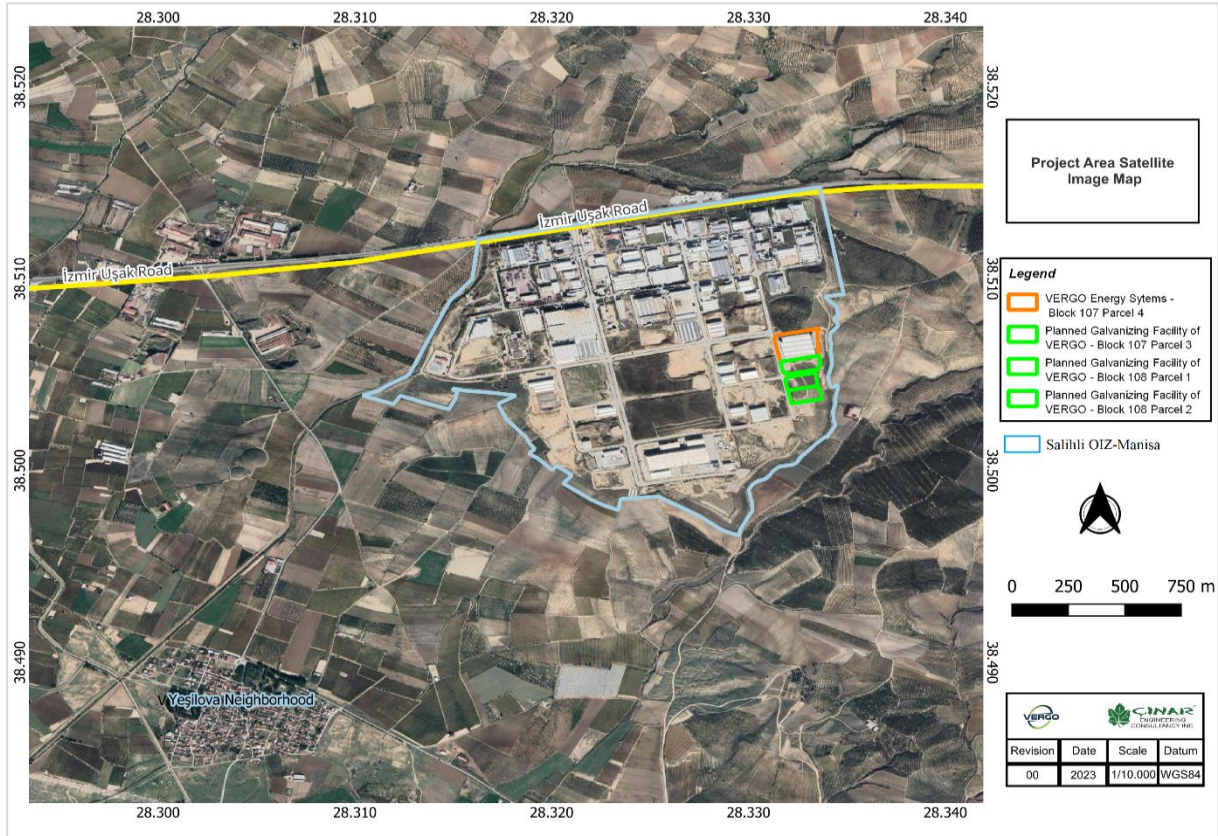 28.300 28.310 28.320 28.330 28.340
38.520
38.520
Project Area Satellite
Image Map
İzmir Uşak Road
İzmir Uşak Road
38.510
38.510
Legend
VERGO Energy Sytems -
Block 107 Parcel 4
Planned Galvanizing Facility of
VERGO - Block 107 Parcel 3
Planned Galvanizing Facility of
VERGO - Block 108 Parcel 1
Planned Galvanizing Facility of
VERGO - Block 108 Parcel 2
Salihli OIZ-Manisa
38.500
38.500
0 250 500 750 m
38.490
38.490
Yeşilova Neighborhood
VERGO
ÇINAR
ENGINEERING
CONSULTANCY INC
Revision Date Scale Datum
00 2023 1/10.000 WGS84
28.300 28.310 28.320 28.330 28.340